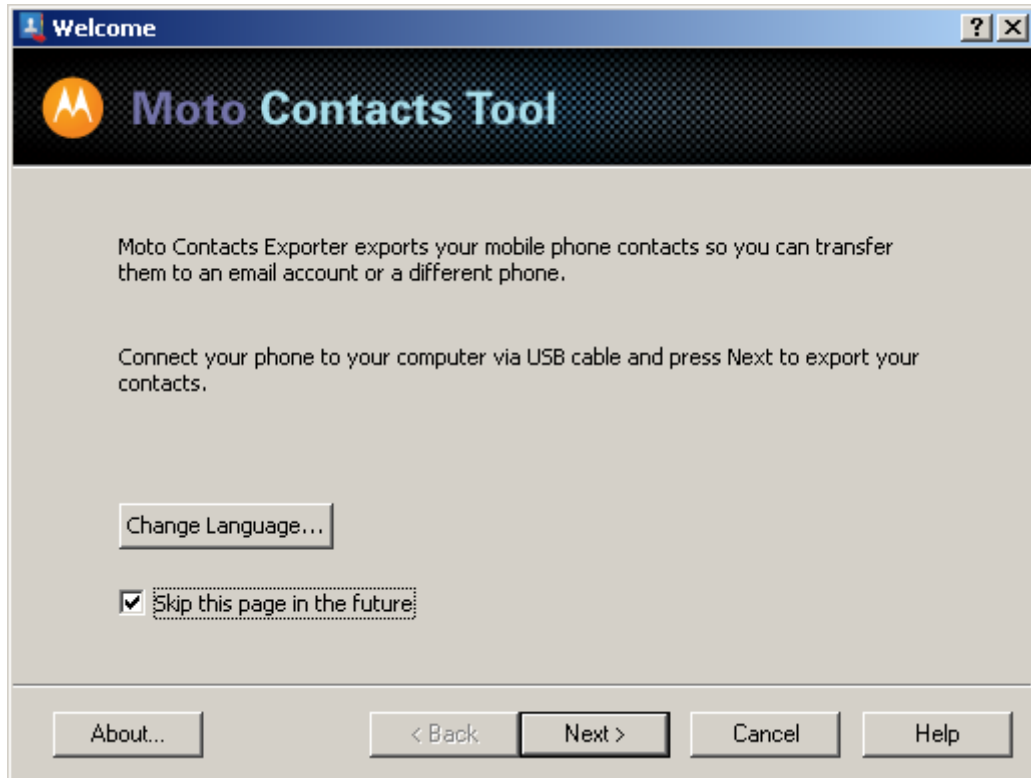 Welcome
Moto Contacts Tool
Moto Contacts Exporter exports your mobile phone contacts so you can transfer
them to an email account or a different phone.
Connect your phone to your computer via USB cable and press Next to export your
contacts.
Change Language...
Skip this page in the future
About...
< Back
Next >
Cancel
Help